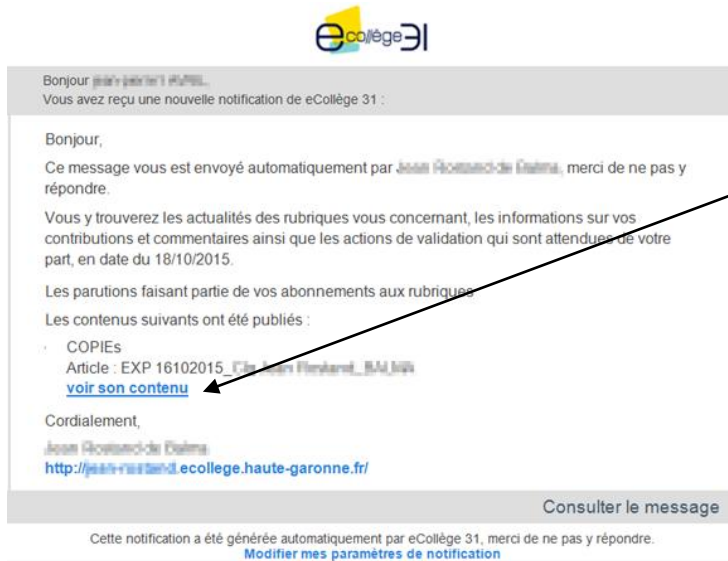 ecollège31
Bonjour
Vous avez reçu une nouvelle notification de eCollège 31 :
Bonjour,
Ce message vous est envoyé automatiquement par , merci de ne pas y
répondre.
Vous y trouverez les actualités des rubriques vous concernant, les informations sur vos
contributions et commentaires ainsi que les actions de validation qui sont attendues de votre
part, en date du 18/10/2015.
Les parutions faisant partie de vos abonnements aux rubriques
Les contenus suivants ont été publiés :
· COPIEs
Article : EXP 16102015_
voir son contenu
Cordialement,
http://.ecollege.haute-garonne.fr/
Consulter le message
Cette notification a été générée automatiquement par eCollège 31, merci de ne pas y répondre.
Modifier mes paramètres de notification